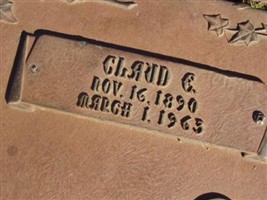 CLAUD E.
NOV. 16. 1890
MARCH 1. 1965